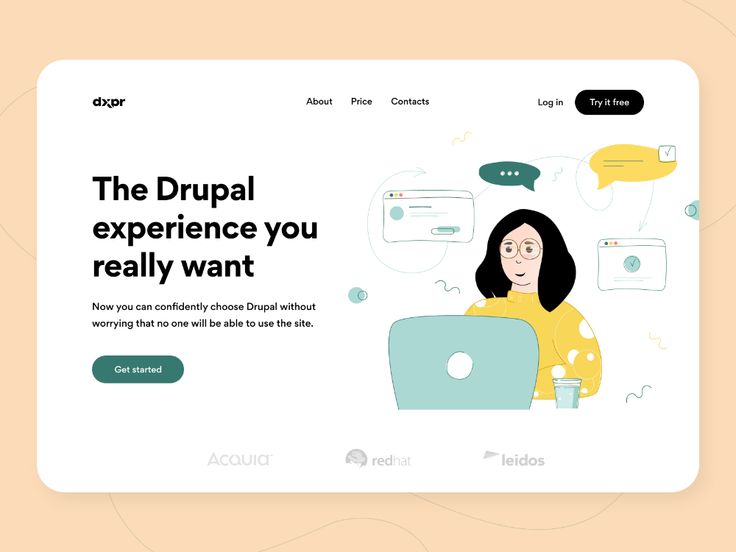 dxpr
About
Price
Contacts
Log in
Try it free
The Drupal
experience you
really want
Now you can confidently choose Drupal without
worrying that no one will be able to use the site.
Get started
ACQUIA
redhat
leidos